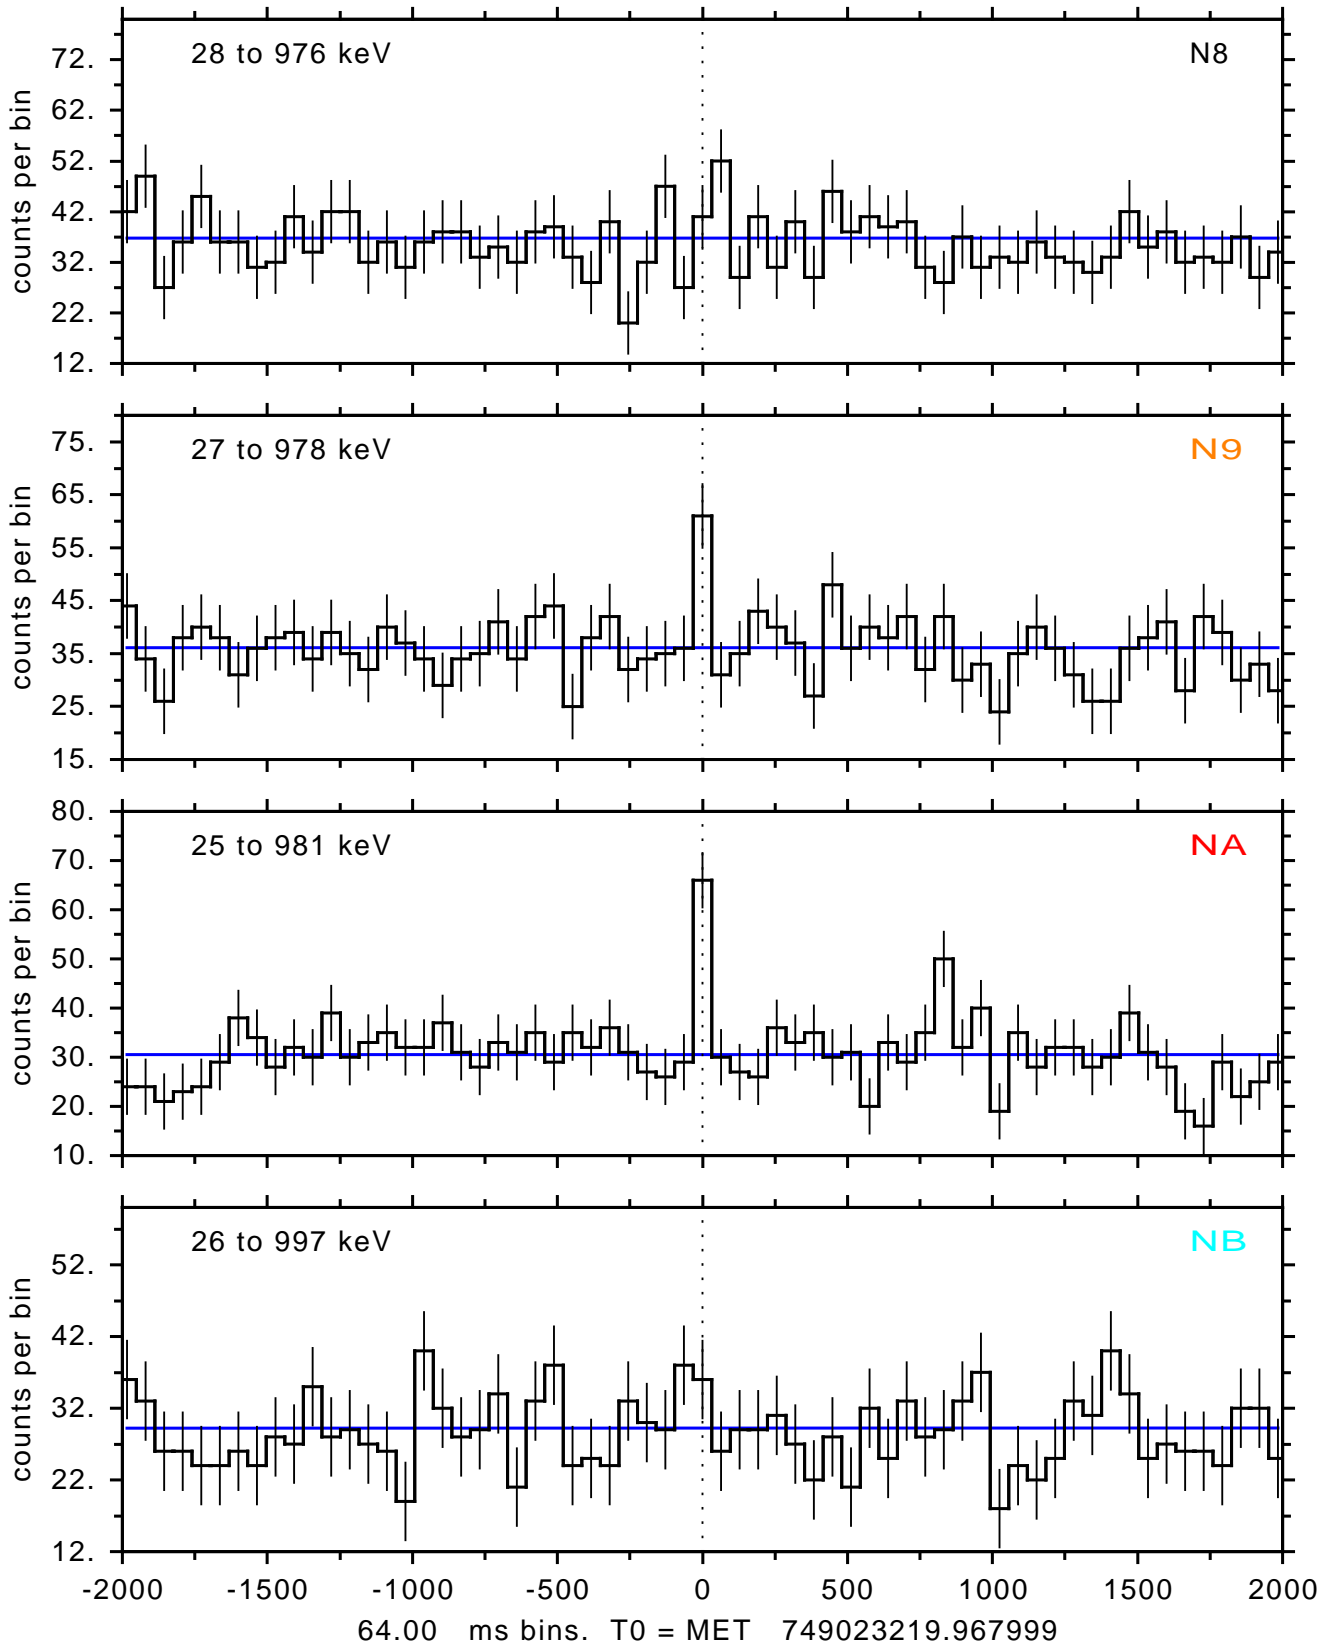 28 to 976 keV N8
72.
62.
52.
42.
32.
22.
12.
counts per bin
27 to 978 keV N9
75.
65.
55.
45.
35.
25.
15.
counts per bin
25 to 981 keV NA
80.
70.
60.
50.
40.
30.
20.
10.
counts per bin
26 to 997 keV NB
52.
42.
32.
22.
12.
counts per bin
-2000 -1500 -1000 -500 0 500 1000 1500 2000
64.00 ms bins. T0 = MET 749023219.967999